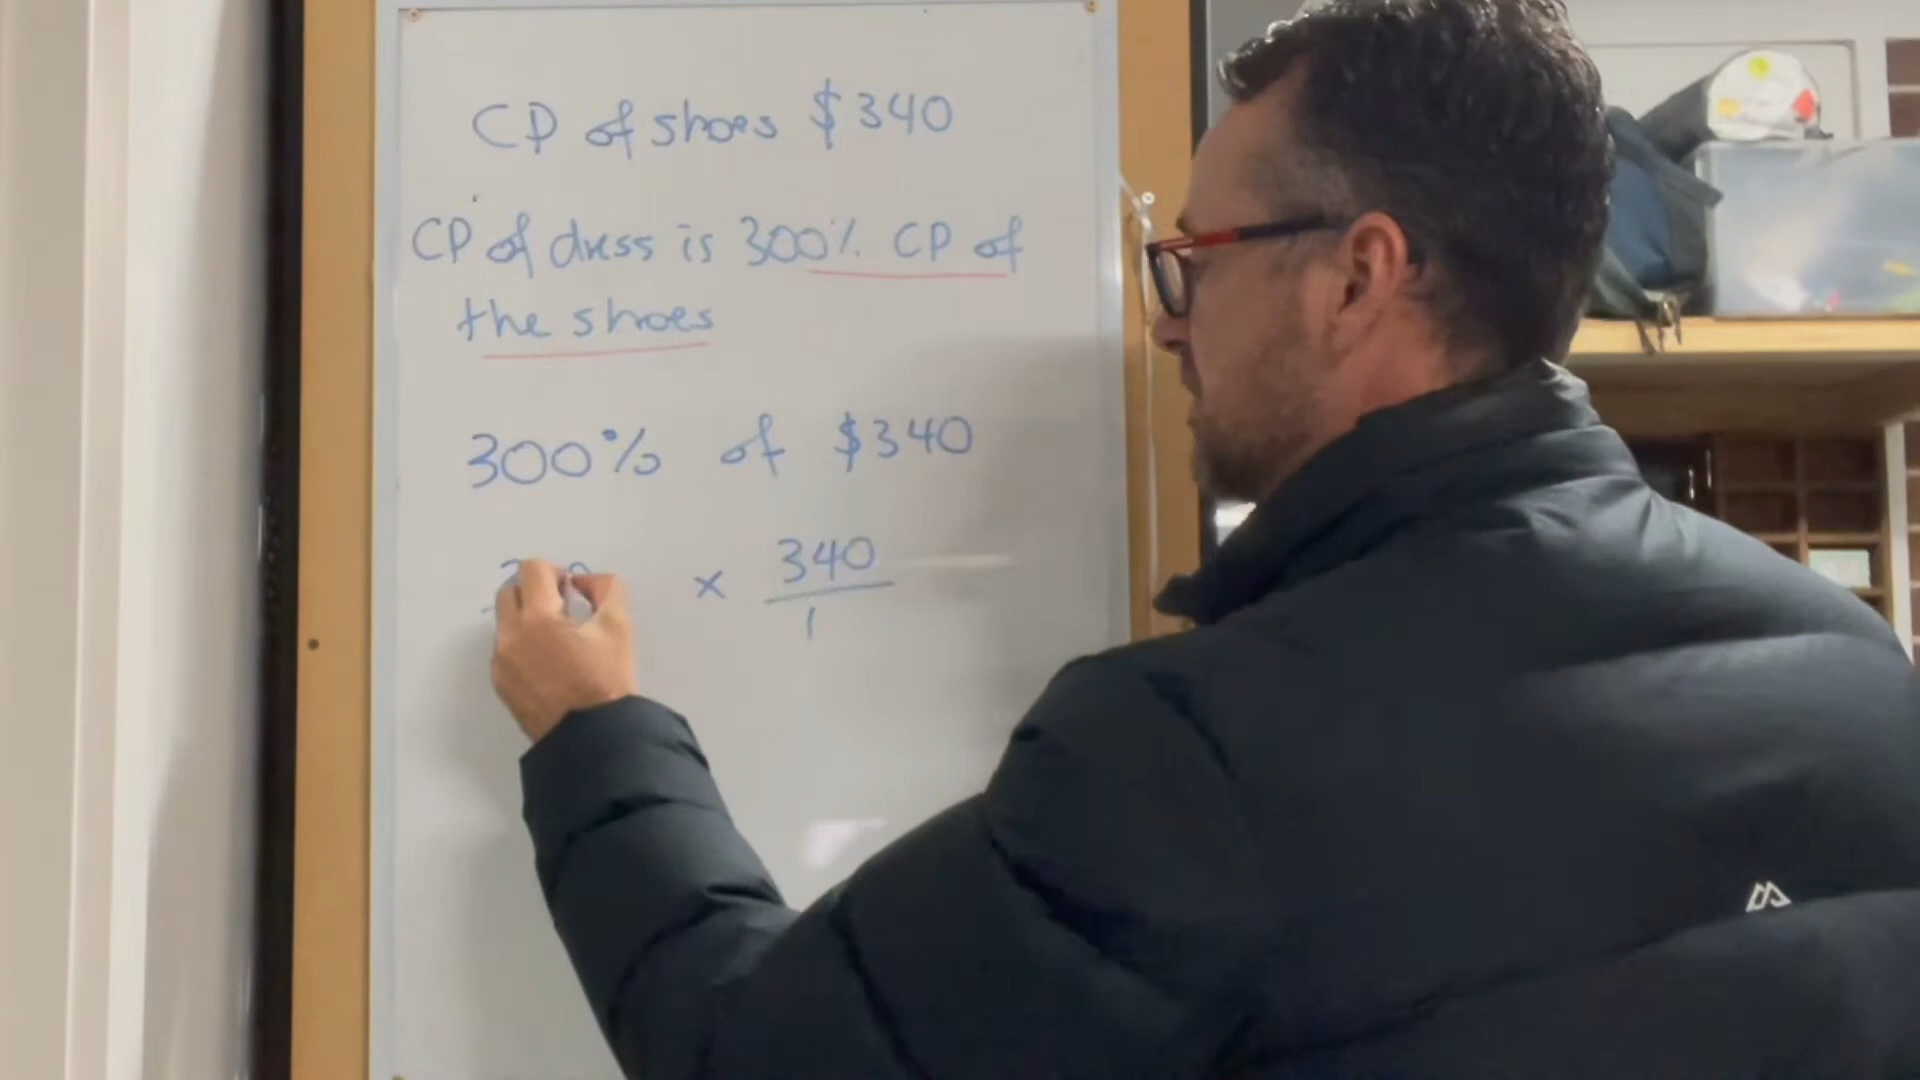 CP of shoes $340
CP of dress is 300% CP of
the shoes
300% of $340
× 340
1